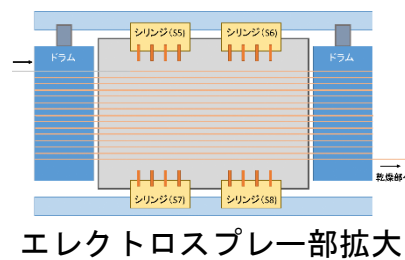 シリンジ(S5)
シリンジ(S6)
ドラム
ドラム
乾燥部へ
シリンジ(S7)
シリンジ(S8)
エレクトロスプレー部拡大